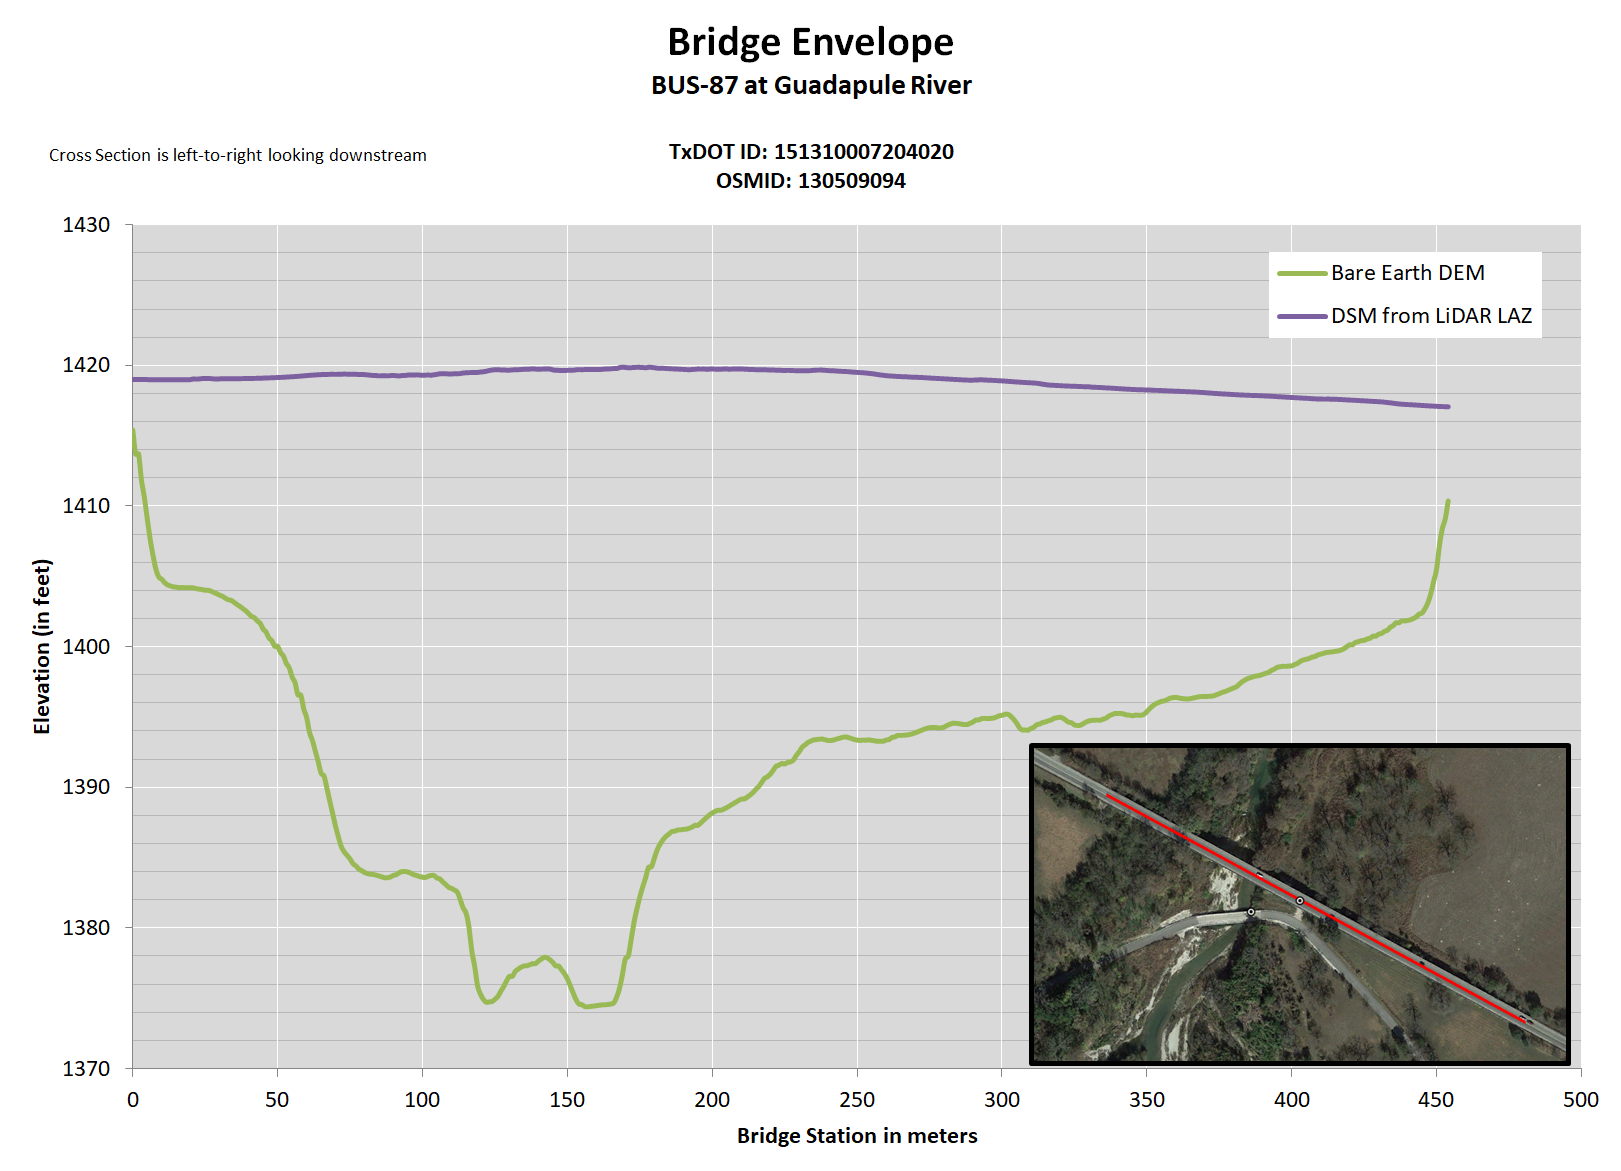 Bridge Envelope
BUS-87 at Guadapule River
Cross Section is left-to-right looking downstream
TxDOT ID: 151310007204020
OSMID: 130509094
Bare Earth DEM
DSM from LiDAR LAZ
Elevation (in feet)
1430
1420
1410
1400
1390
1380
1370
0 50 100 150 200 250 300 350 400 450 500
Bridge Station in meters